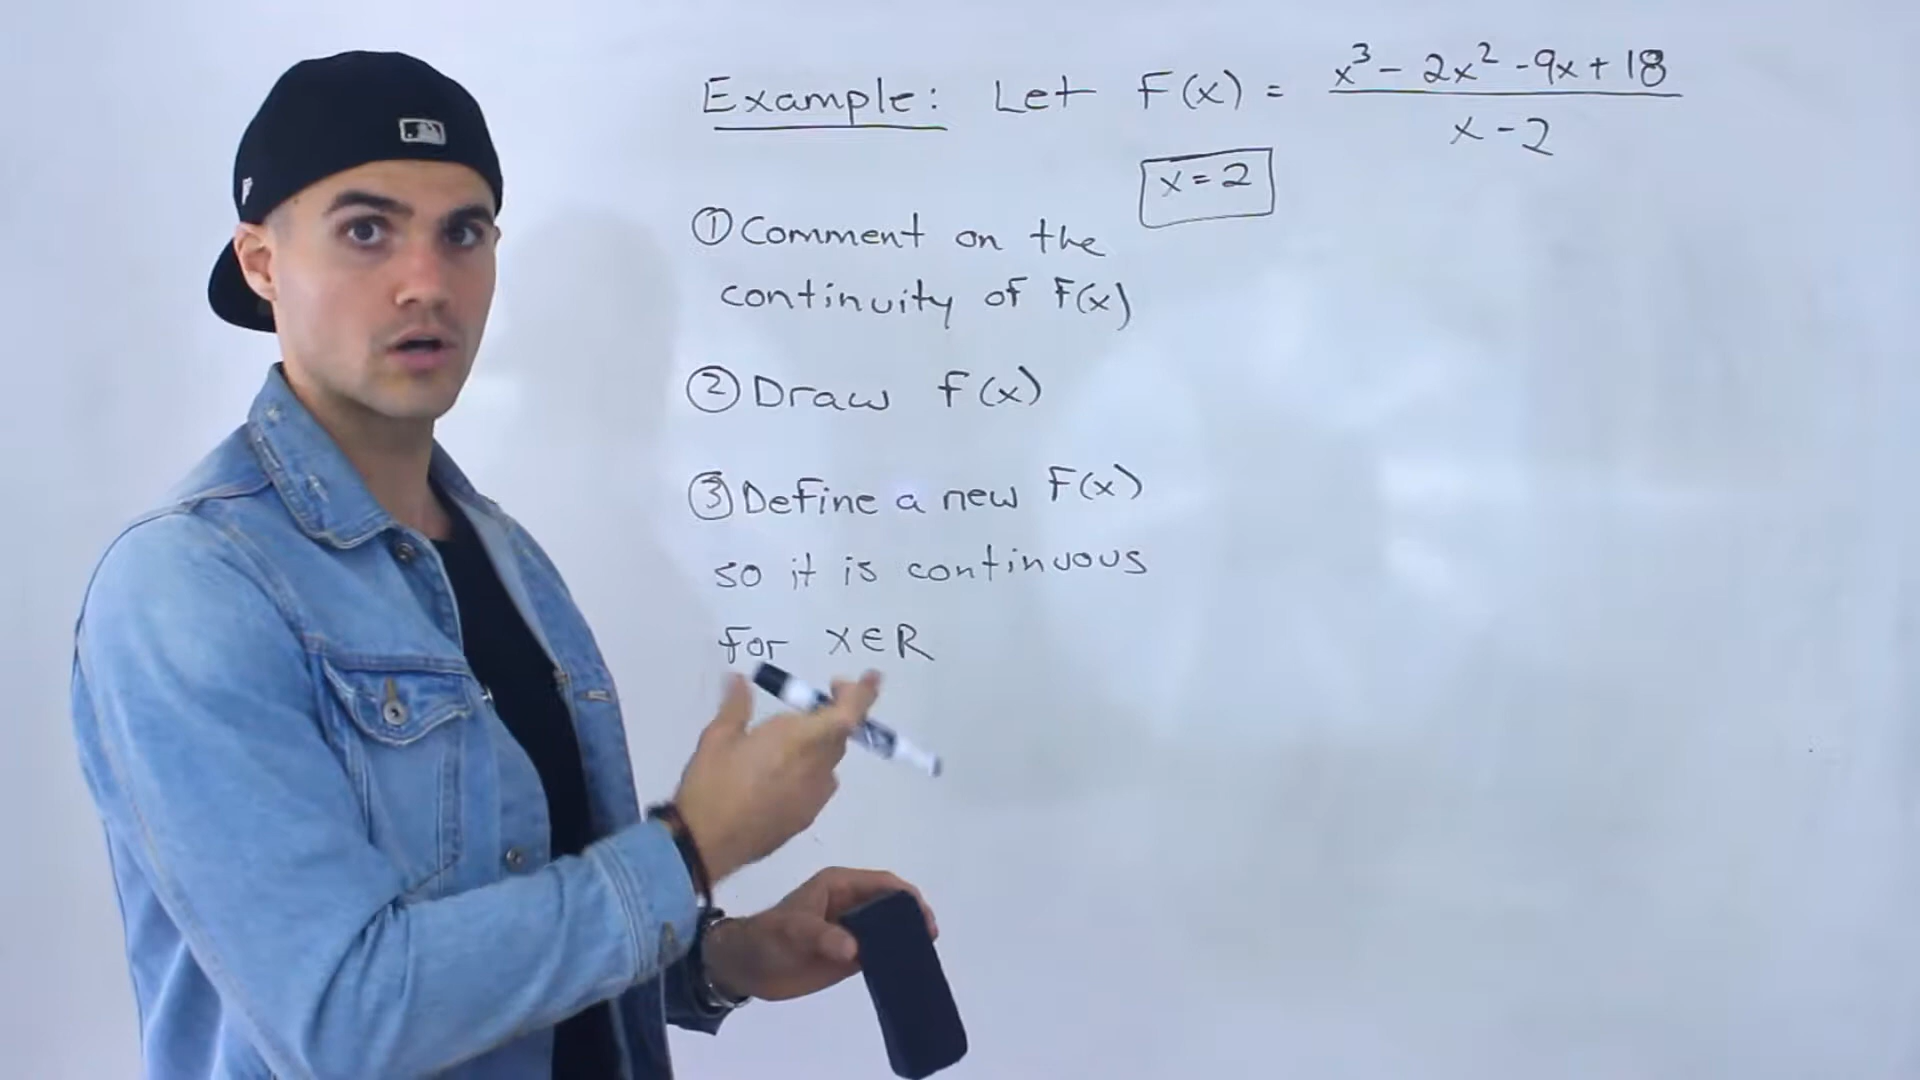 Example: Let F(x) = x³ - 2x² - 9x + 18 / x - 2
x = 2
① Comment on the
continuity of F(x)
② Draw f(x)
③ Define a new F(x)
so it is continuous
for x∈R